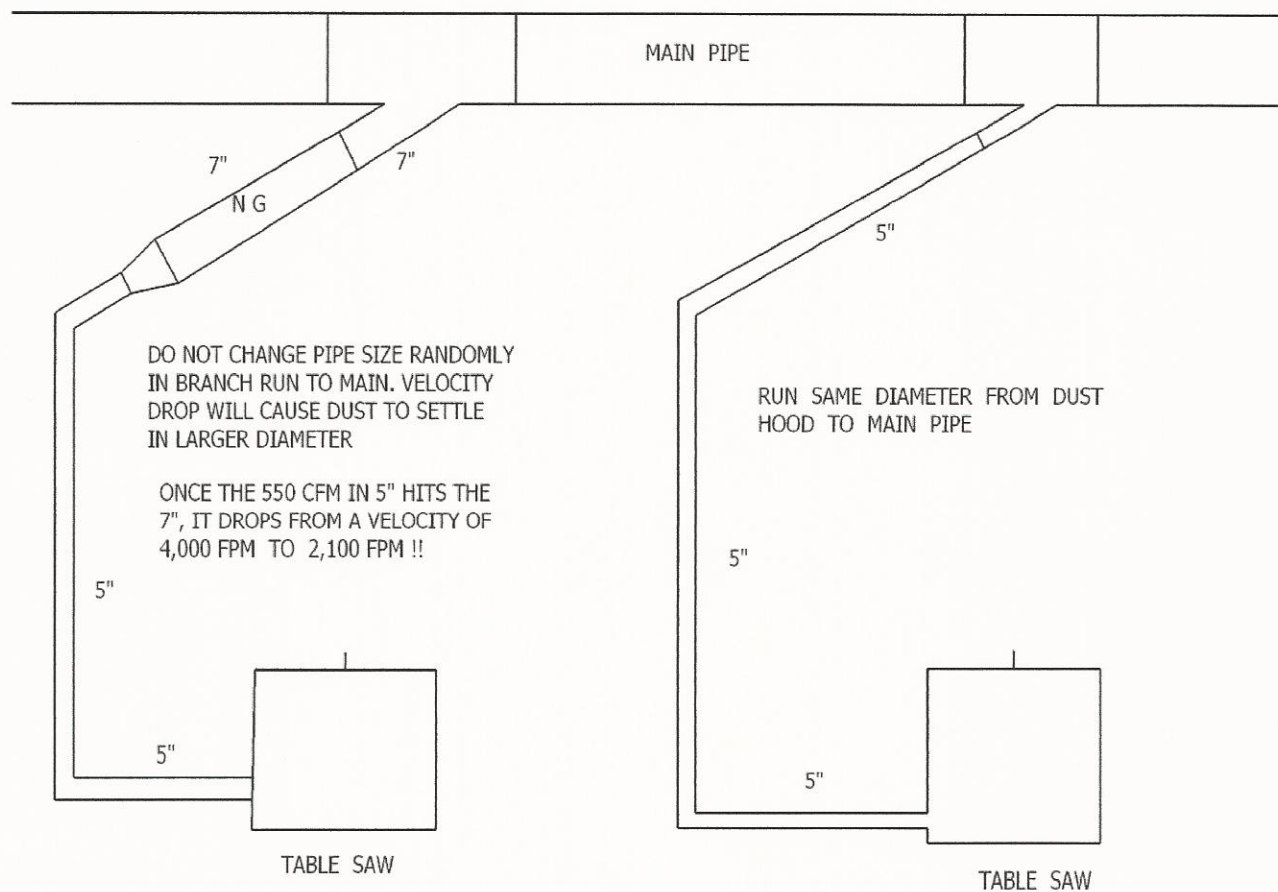 MAIN PIPE
7"
7"
N G
5"
DO NOT CHANGE PIPE SIZE RANDOMLY
IN BRANCH RUN TO MAIN. VELOCITY
DROP WILL CAUSE DUST TO SETTLE
IN LARGER DIAMETER
RUN SAME DIAMETER FROM DUST
HOOD TO MAIN PIPE
ONCE THE 550 CFM IN 5" HITS THE
7", IT DROPS FROM A VELOCITY OF
4,000 FPM TO 2,100 FPM !!
5"
5"
5"
5"
TABLE SAW
TABLE SAW